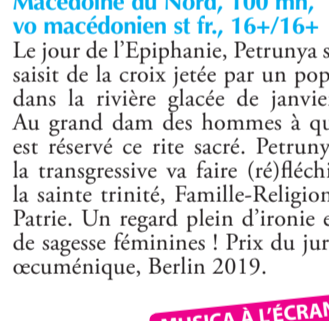 Macédoine du Nord, 100 mn,
vo macédonien st fr., 16+/16+
Le jour de l'Epiphanie, Petrunya s
saisit de la croix jetée par un pop
dans la rivière glacée de janvie
Au grand dam des hommes à qu
est réservé ce rite sacré. Petruny
la transgressive va faire (ré)fléchi
la sainte trinité, Famille-Religion
Patrie. Un regard plein d'ironie e
de sagesse féminines ! Prix du jur
œcuménique, Berlin 2019.
MUSICA À L'ÉCRAN